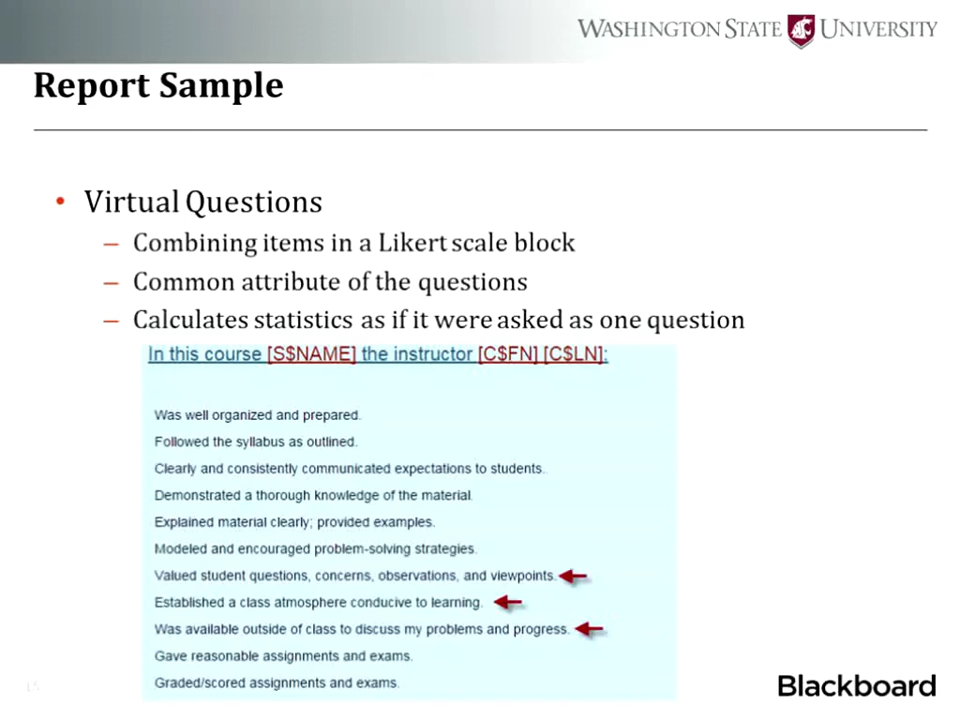 WASHINGTON STATE UNIVERSITY
Report Sample
• Virtual Questions
– Combining items in a Likert scale block
– Common attribute of the questions
– Calculates statistics as if it were asked as one question
In this course [S$NAME] the instructor [C$FN] [C$LN]:
Was well organized and prepared.
Followed the syllabus as outlined.
Clearly and consistently communicated expectations to students.
Demonstrated a thorough knowledge of the material.
Explained material clearly; provided examples.
Modeled and encouraged problem-solving strategies.
Valued student questions, concerns, observations, and viewpoints.
Established a class atmosphere conducive to learning.
Was available outside of class to discuss my problems and progress.
Gave reasonable assignments and exams.
Graded/scored assignments and exams.
15
Blackboard